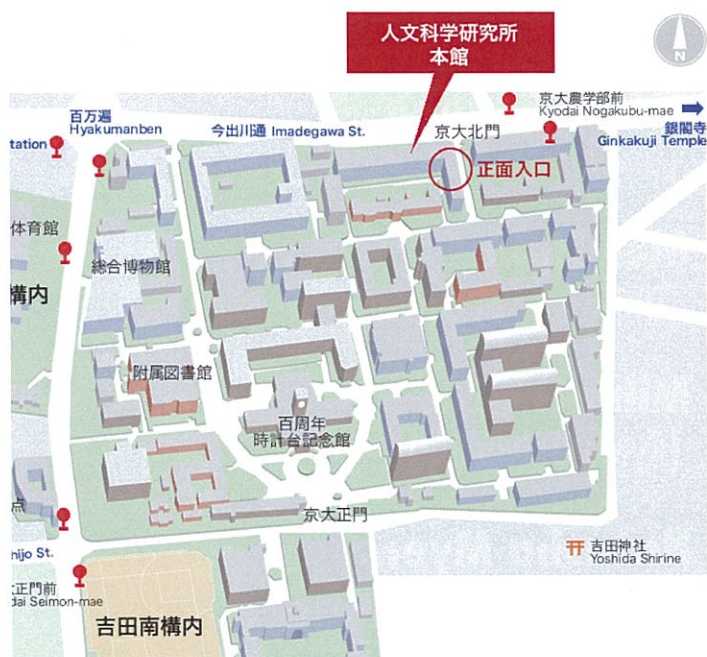 人文科学研究所
本館
N
百万遍
Hyakumanben
今出川通 Imadegawa St.
京大北門
京大農学部前
Kyodai Nogakubu-mae
銀閣寺
Ginkakuji Temple
tation
正面入口
体育館
総合博物館
構内
附属図書館
百周年
時計台記念館
点
京大正門
hijo St.
吉田神社
Yoshida Shirine
正門前
dai Seimon-mae
吉田南構内